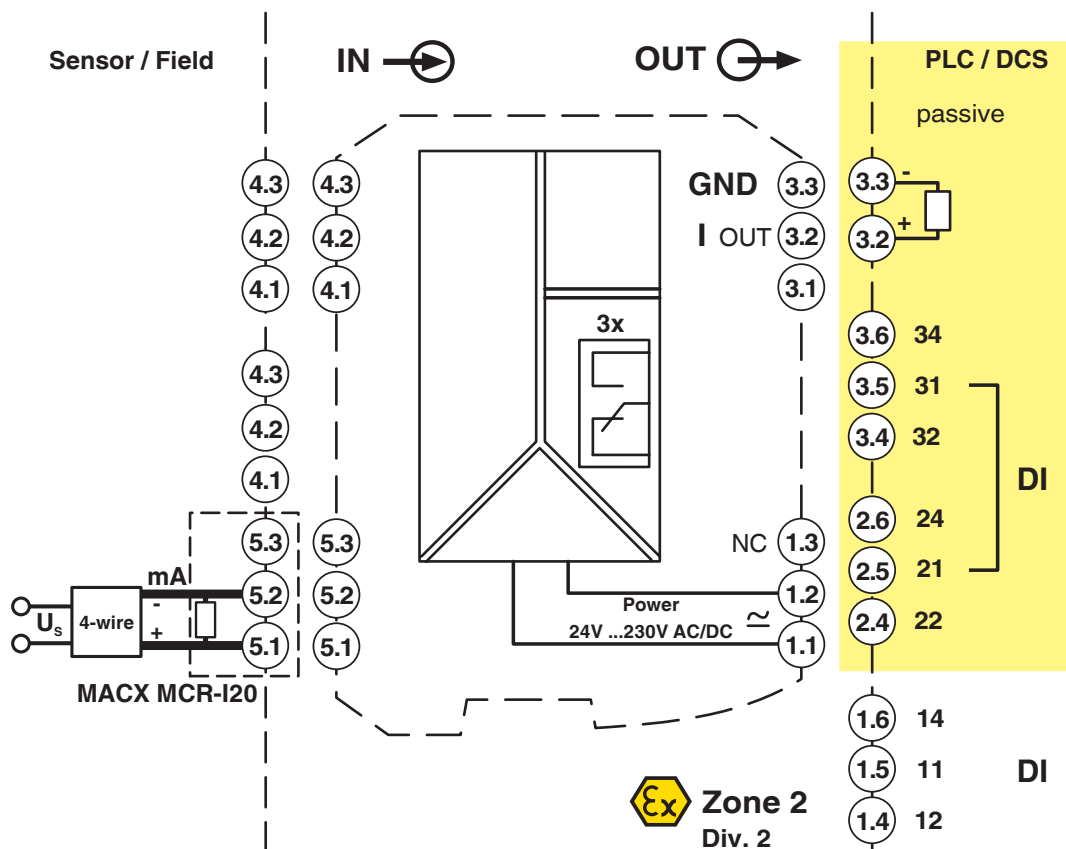 Sensor / Field
IN
OUT
PLC / DCS
passive
4.3
4.3
GND
3.3
3.3
-
4.2
4.2
I OUT
3.2
3.2
+
4.1
4.1
3.1
3x
3.6
34
4.3
3.5
31
4.2
3.4
32
4.1
DI
2.6
24
5.3
5.3
NC
1.3
2.5
21
mA
-
5.2
5.2
Power
1.2
Us
4-wire
24V ...230V AC/DC
2.4
22
+
5.1
5.1
1.1
MACX MCR-I20
1.6
14
1.5
11
DI
Ex
Zone 2
1.4
12
Div. 2